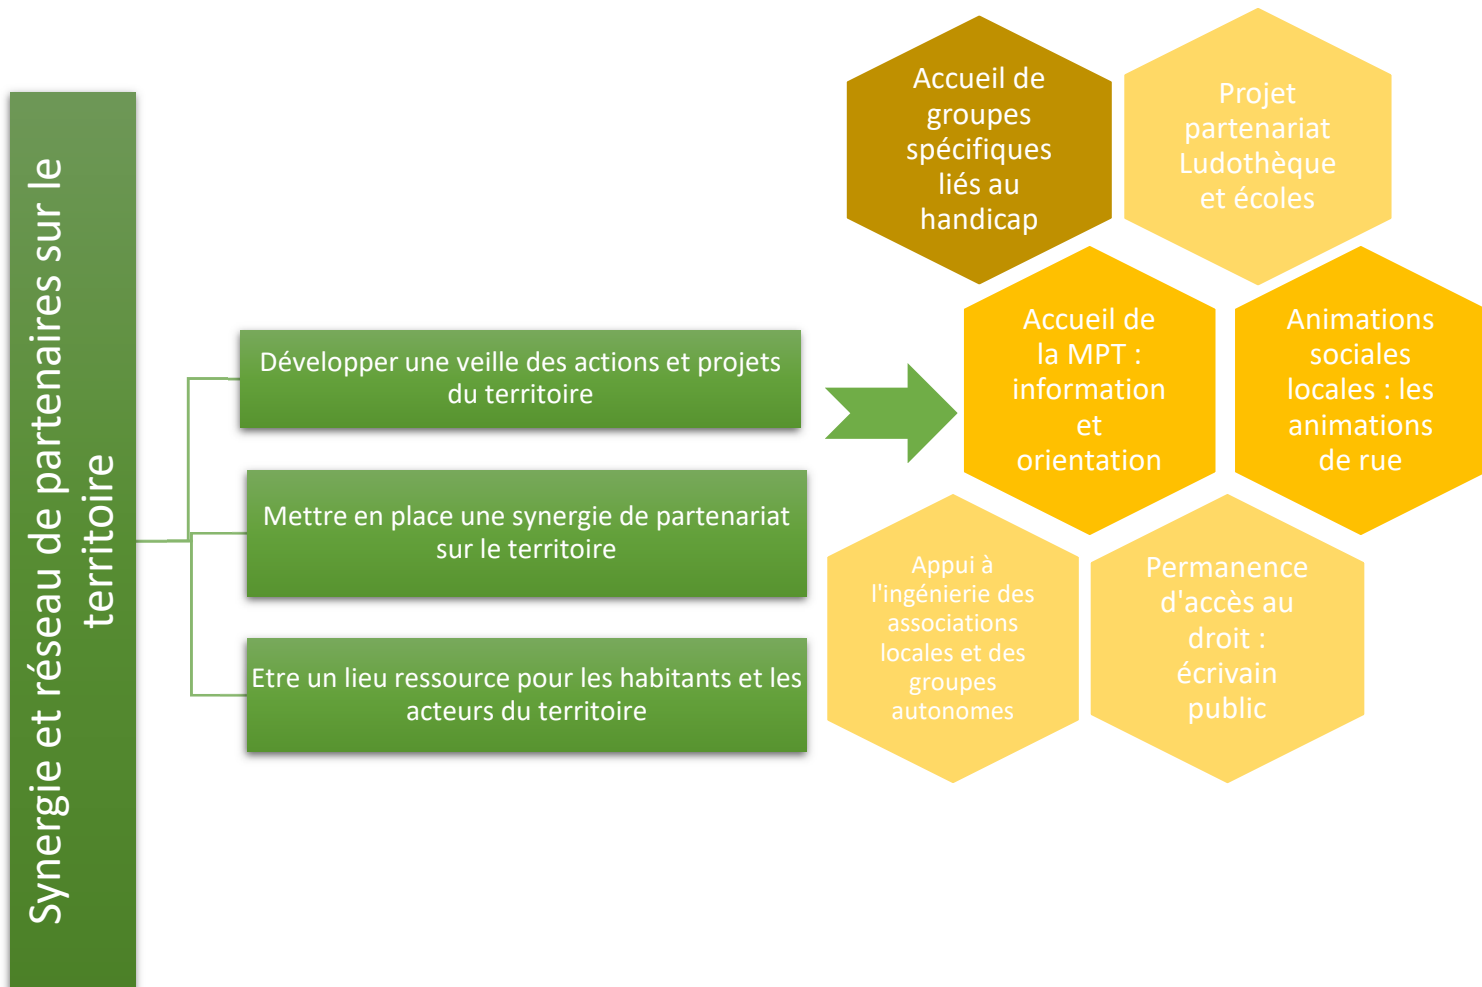 Synergie et réseau de partenaires sur le
territoire
Développer une veille des actions et projets
du territoire
Mettre en place une synergie de partenariat
sur le territoire
Etre un lieu ressource pour les habitants et les
acteurs du territoire
Accueil de
groupes
spécifiques
liés au
handicap
Projet
partenariat
Ludothèque
et écoles
Accueil de
la MPT :
information
et
orientation
Animations
sociales
locales : les
animations
de rue
Appui à
l'ingénierie des
associations
locales et des
groupes
autonomes
Permanence
d'accès au
droit :
écrivain
public